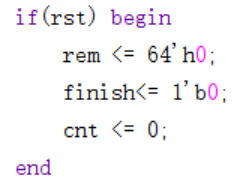 if(rst) begin
rem <= 64'h0;
finish<= 1'b0;
cnt <= 0;
end